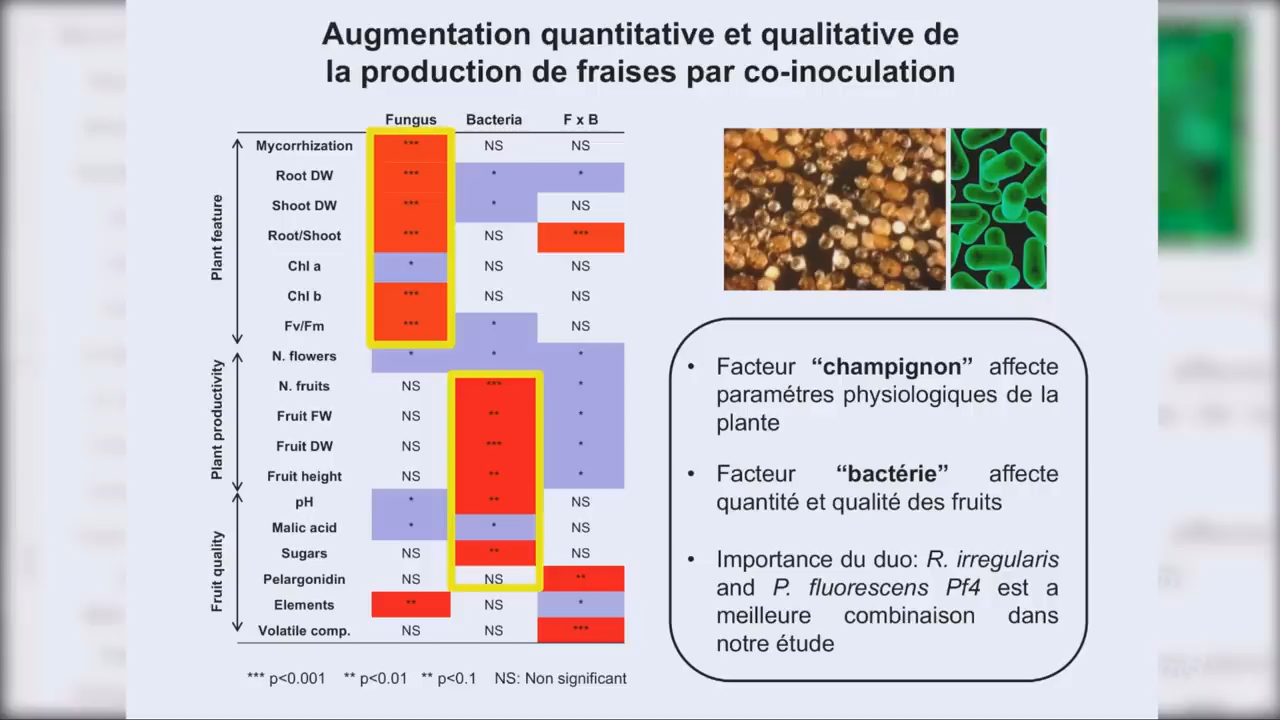 Augmentation quantitative et qualitative de
la production de fraises par co-inoculation
Fungus Bacteria F x B
Plant feature
Mycorrhization *** NS NS
Root DW *** * *
Shoot DW *** * NS
Root/Shoot *** NS ***
Chl a * NS NS
Chl b *** NS NS
Fv/Fm *** * NS
Plant productivity
N. flowers * * *
N. fruits NS *** *
Fruit FW NS ** *
Fruit DW NS *** *
Fruit height NS ** *
Fruit quality
pH * ** NS
Malic acid * * NS
Sugars NS ** NS
Pelargonidin NS NS **
Elements ** NS *
Volatile comp. NS NS ***
*** p<0.001 ** p<0.01 ** p<0.1 NS: Non significant
• Facteur “champignon” affecte
paramétres physiologiques de la
plante
• Facteur “bactérie” affecte
quantité et qualité des fruits
• Importance du duo: R. irregularis
and P. fluorescens Pf4 est a
meilleure combinaison dans
notre étude